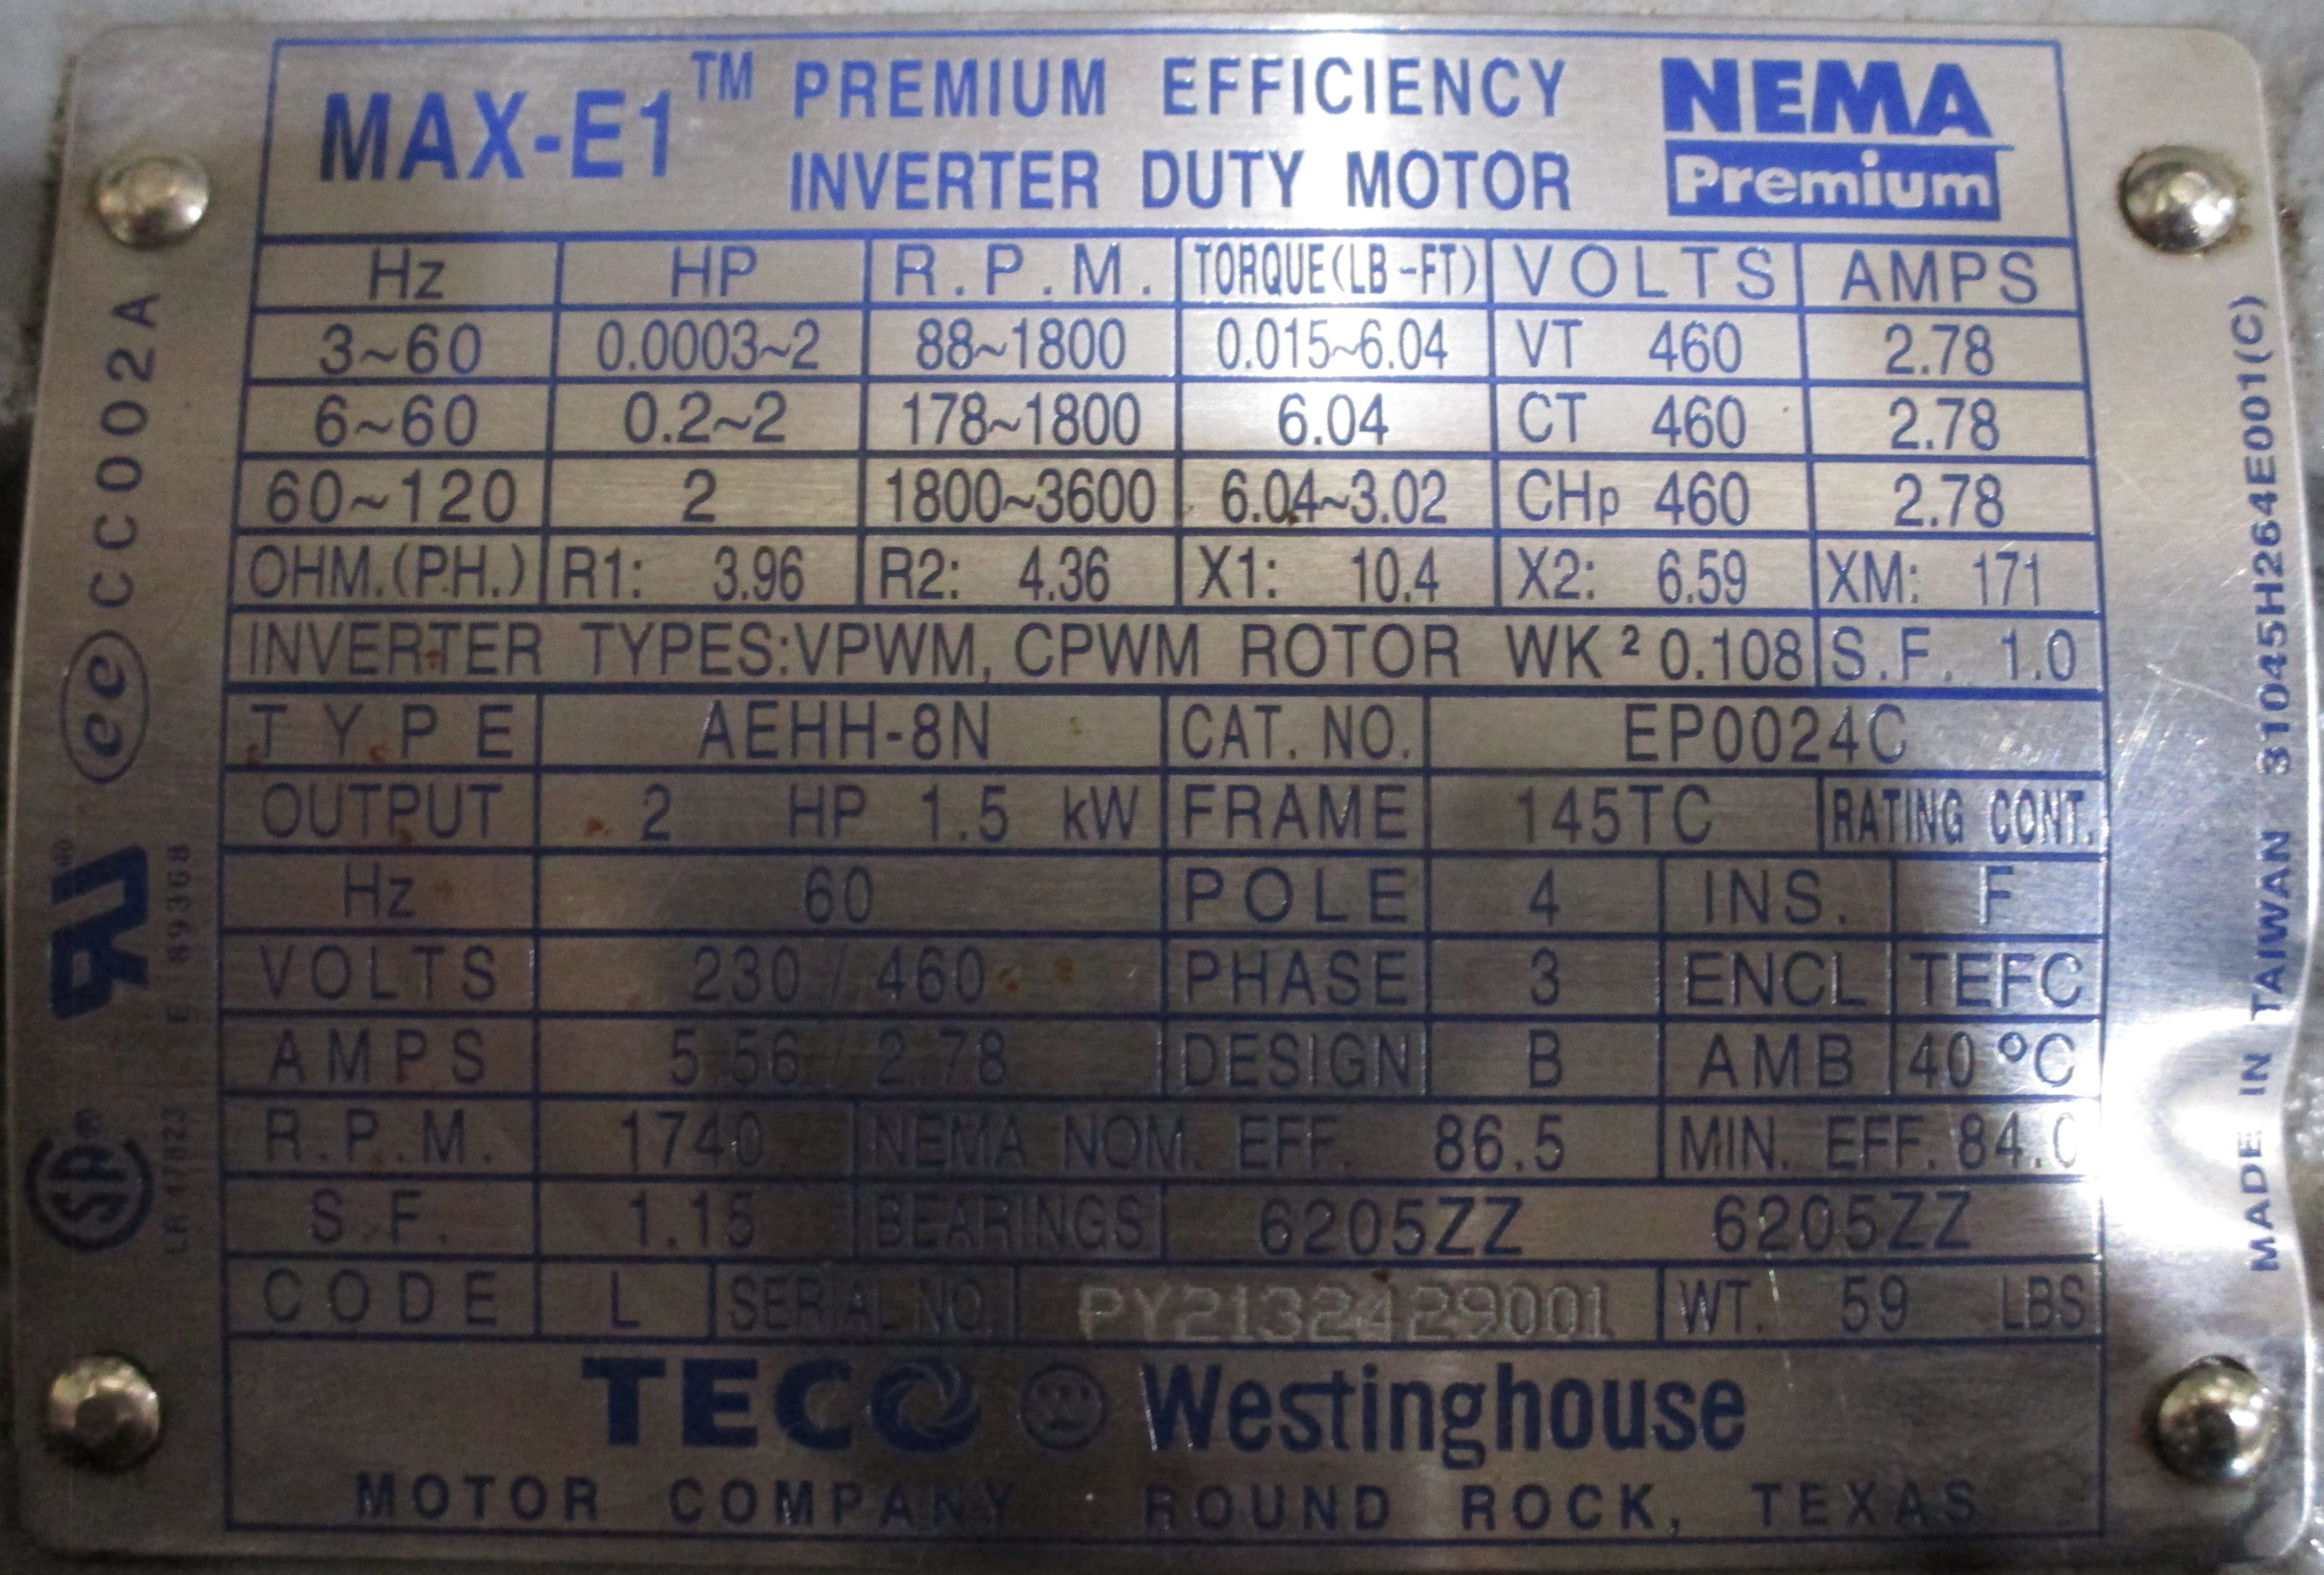 MAX-E1™ PREMIUM EFFICIENCY
INVERTER DUTY MOTOR
NEMA
Premium
Hz HP R.P.M. TORQUE(LB-FT) VOLTS AMPS
3~60 0.0003~2 88~1800 0.015~6.04 VT 460 2.78
6~60 0.2~2 178~1800 6.04 CT 460 2.78
60~120 2 1800~3600 6.04~3.02 CHp 460 2.78
OHM.(PH.) R1: 3.96 R2: 4.36 X1: 10.4 X2: 6.59 XM: 171
INVERTER TYPES:VPWM, CPWM ROTOR WK² 0.108 S.F. 1.0
TYPE AEHH-8N CAT. NO. EP0024C
OUTPUT 2 HP 1.5 kW FRAME 145TC RATING CONT.
Hz 60 POLE 4 INS. F
VOLTS 230 / 460 PHASE 3 ENCL TEFC
AMPS 5.56 / 2.78 DESIGN B AMB 40 °C
R.P.M. 1740 NEMA NOM. EFF. 86.5 MIN. EFF. 84.0
S.F. 1.15 BEARINGS 6205ZZ 6205ZZ
CODE L SERIAL NO. PY2132429001 WT. 59 LBS
TECO W Westinghouse
MOTOR COMPANY ROUND ROCK, TEXAS
ee CC002A
RU® E 89368
SA® LR 47823
MADE IN TAIWAN 31045H264E001(C)